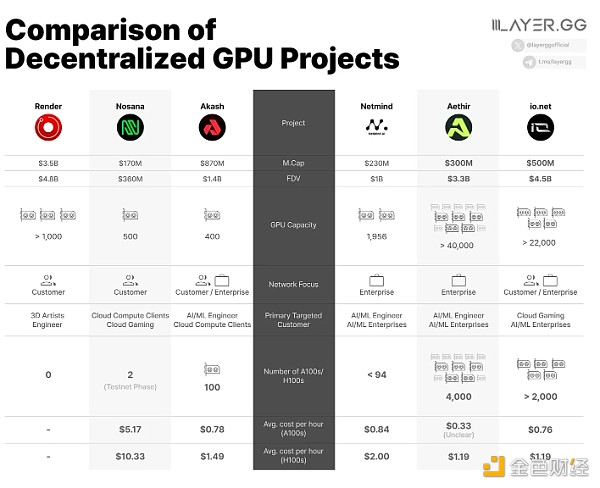 Comparison of
Decentralized GPU Projects
LAYER.GG
@layerggofficial
t.me/layergg
Render
Nosana
Akash
Project
Netmind
Aethir
io.net
$3.5B
$170M
$870M
M.Cap
$230M
$300M
$500M
$4.8B
$360M
$1.4B
FDV
$1B
$3.3B
$4.5B
GPU Capacity
> 1,000
500
400
1,956
> 40,000
> 22,000
Network Focus
Customer
Customer
Customer / Enterprise
Enterprise
Enterprise
Customer / Enterprise
3D Artists
Engineer
Cloud Compute Clients
Cloud Gaming
AI/ML Engineer
Cloud Compute Clients
Primary Targeted
Customer
AI/ML Engineer
AI/ML Enterprises
AI/ML Engineer
AI/ML Enterprises
Cloud Gaming
AI/ML Enterprises
0
2
(Testnet Phase)
100
Number of A100s/
H100s
< 94
4,000
> 2,000
-
$5.17
$0.78
Avg. cost per hour
(A100s)
$0.84
$0.33
(Unclear)
$0.76
-
$10.33
$1.49
Avg. cost per hour
(H100s)
$2.00
$1.19
$1.19
金色财经